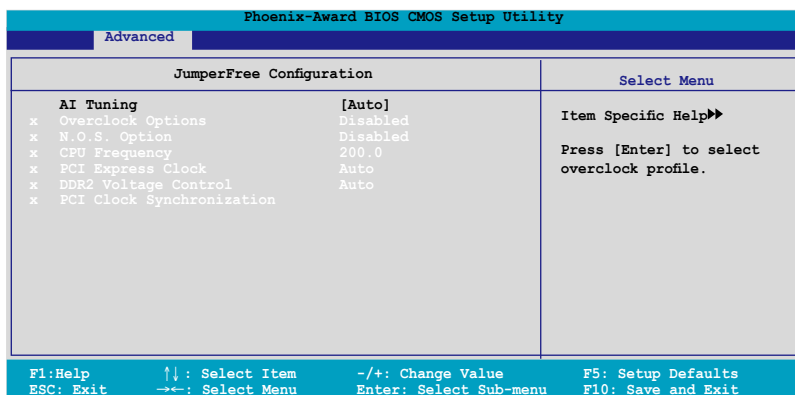 Phoenix-Award BIOS CMOS Setup Utility
Advanced
JumperFree Configuration
Select Menu
AI Tuning [Auto]
x Overclock Options Disabled
x N.O.S. Option Disabled
x CPU Frequency 200.0
x PCI Express Clock Auto
x DDR2 Voltage Control Auto
x PCI Clock Synchronization
Item Specific Help▶▶
Press [Enter] to select
overclock profile.
F1:Help ↑↓: Select Item -/+: Change Value F5: Setup Defaults
ESC: Exit →←: Select Menu Enter: Select Sub-menu F10: Save and Exit